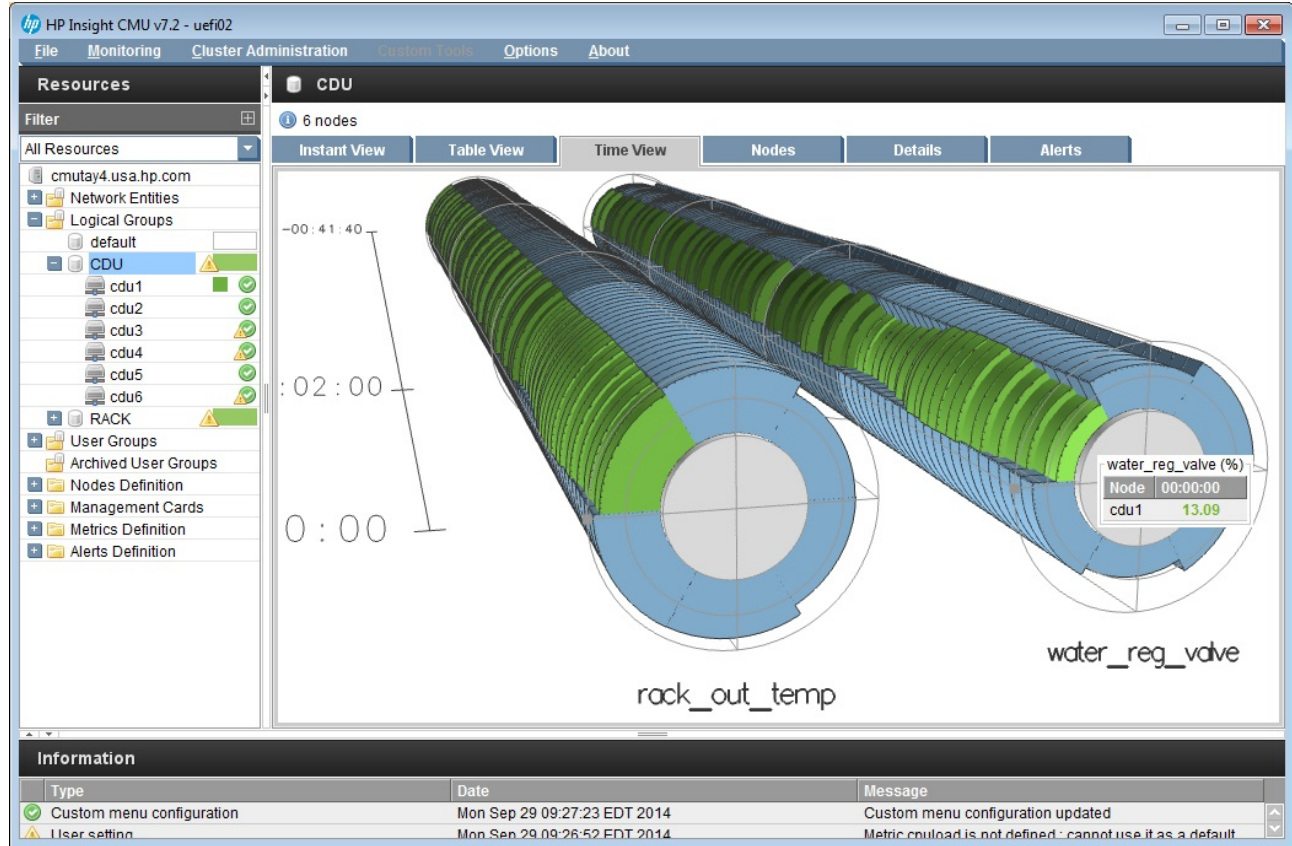 HP Insight CMU v7.2 - uefi02
File Monitoring Cluster Administration Custom Tools Options About
Resources
Filter
All Resources
cmutay4.usa.hp.com
Network Entities
Logical Groups
default
CDU
cdu1
cdu2
cdu3
cdu4
cdu5
cdu6
RACK
User Groups
Archived User Groups
Nodes Definition
Management Cards
Metrics Definition
Alerts Definition
CDU
6 nodes
Instant View Table View Time View Nodes Details Alerts
-00:41:40
:02:00
0:00
water_reg_valve (%)
Node 00:00:00
cdu1 13.09
water_reg_valve
rack_out_temp
Information
Type Date Message
Custom menu configuration Mon Sep 29 09:27:23 EDT 2014 Custom menu configuration updated
User setting Mon Sep 29 09:26:52 EDT 2014 Metric cpuload is not defined : cannot use it as a default